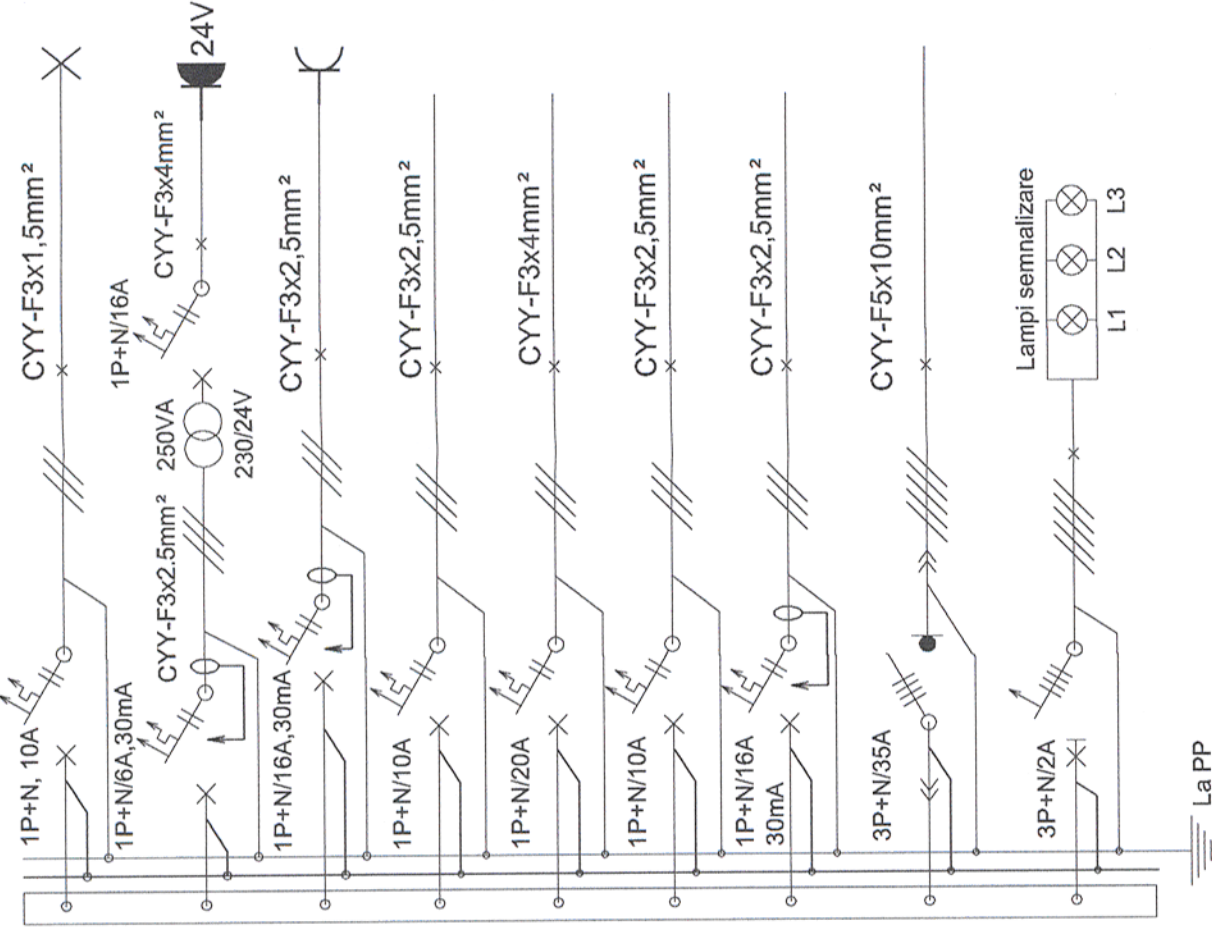 1P+N, 10A
CYY-F3x1,5mm²
1P+N/6A,30mA
CYY-F3x2.5mm²
250VA
230/24V
1P+N/16A
CYY-F3x4mm²
24V
1P+N/16A,30mA
CYY-F3x2,5mm²
1P+N/10A
CYY-F3x2,5mm²
1P+N/20A
CYY-F3x4mm²
1P+N/10A
CYY-F3x2,5mm²
1P+N/16A
30mA
CYY-F3x2,5mm²
3P+N/35A
CYY-F5x10mm²
3P+N/2A
Lampi semnalizare
L1 L2 L3
La PP